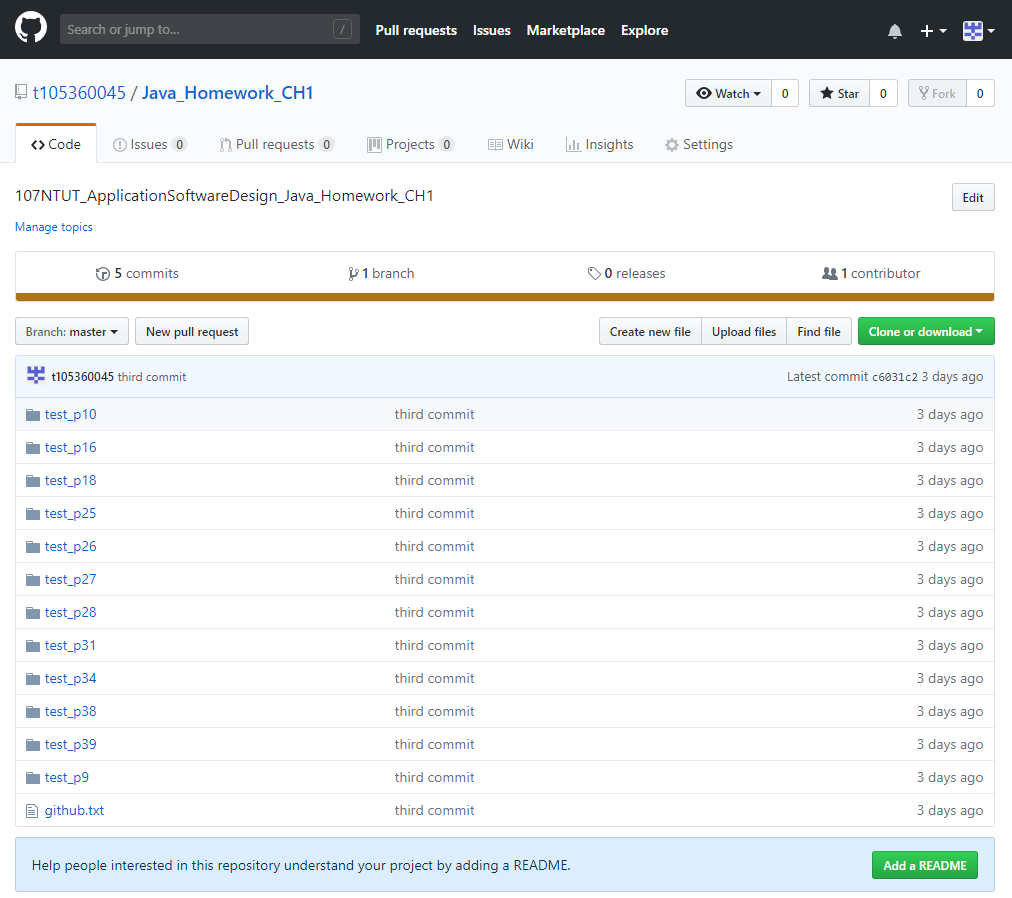 Search or jump to... / Pull requests Issues Marketplace Explore
t105360045 / Java_Homework_CH1 Watch 0 Star 0 Fork 0
Code Issues 0 Pull requests 0 Projects 0 Wiki Insights Settings
107NTUT_ApplicationSoftwareDesign_Java_Homework_CH1 Edit
Manage topics
5 commits 1 branch 0 releases 1 contributor
Branch: master New pull request Create new file Upload files Find file Clone or download
t105360045 third commit Latest commit c6031c2 3 days ago
test_p10 third commit 3 days ago
test_p16 third commit 3 days ago
test_p18 third commit 3 days ago
test_p25 third commit 3 days ago
test_p26 third commit 3 days ago
test_p27 third commit 3 days ago
test_p28 third commit 3 days ago
test_p31 third commit 3 days ago
test_p34 third commit 3 days ago
test_p38 third commit 3 days ago
test_p39 third commit 3 days ago
test_p9 third commit 3 days ago
github.txt third commit 3 days ago
Help people interested in this repository understand your project by adding a README. Add a README